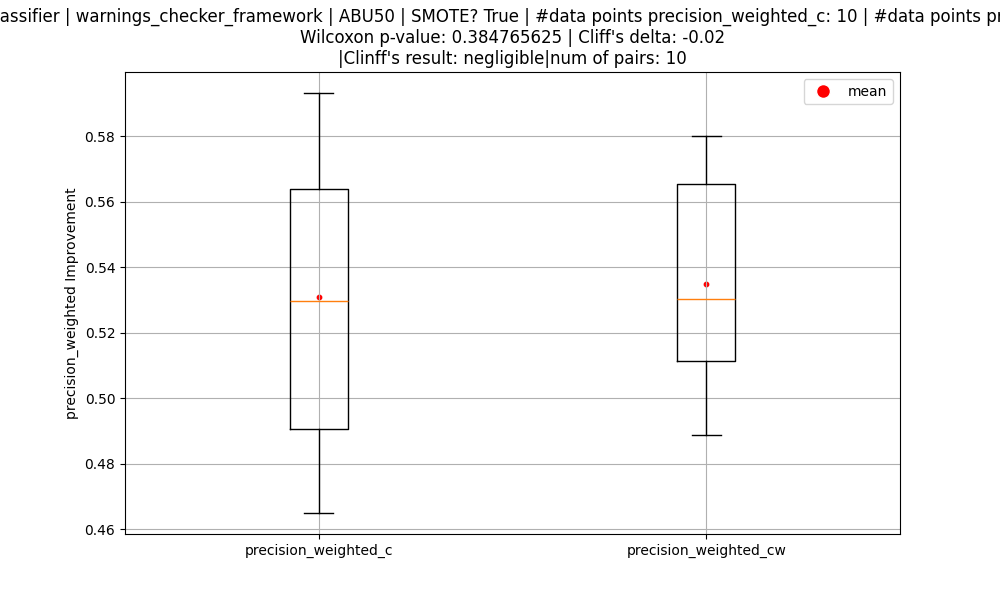 assifier | warnings_checker_framework | ABU50 | SMOTE? True | #data points precision_weighted_c: 10 | #data points pr
Wilcoxon p-value: 0.384765625 | Cliff's delta: -0.02
|Clinff's result: negligible|num of pairs: 10
mean
0.58
0.56
0.54
0.52
0.50
0.48
0.46
precision_weighted Improvement
precision_weighted_c
precision_weighted_cw